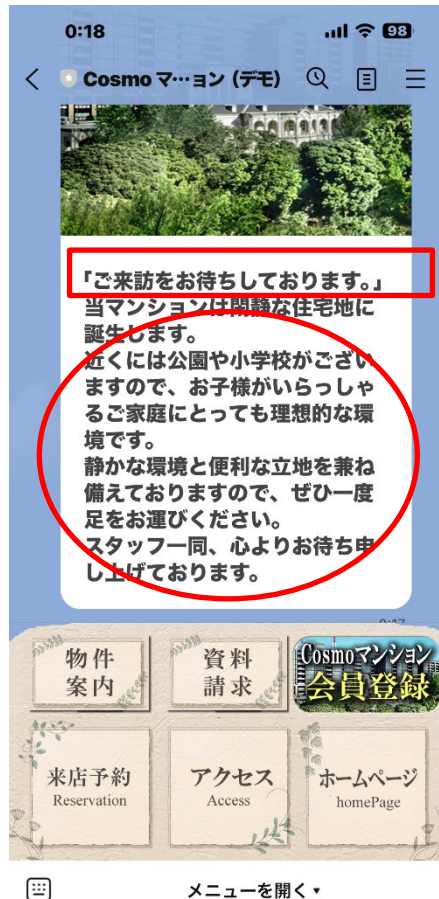 0:18
98
Cosmo マ…ョン (デモ)
「ご来訪をお待ちしております。」
当マンションは閑静な住宅地に
誕生します。
近くには公園や小学校がござい
ますので、お子様がいらっしゃ
るご家庭にとっても理想的な環
境です。
静かな環境と便利な立地を兼ね
備えておりますので、ぜひ一度
足をお運びください。
スタッフ一同、心よりお待ち申
し上げております。
物件
案内
資料
請求
Cosmoマンション
会員登録
来店予約
Reservation
アクセス
Access
ホームページ
homePage
メニューを開く▼